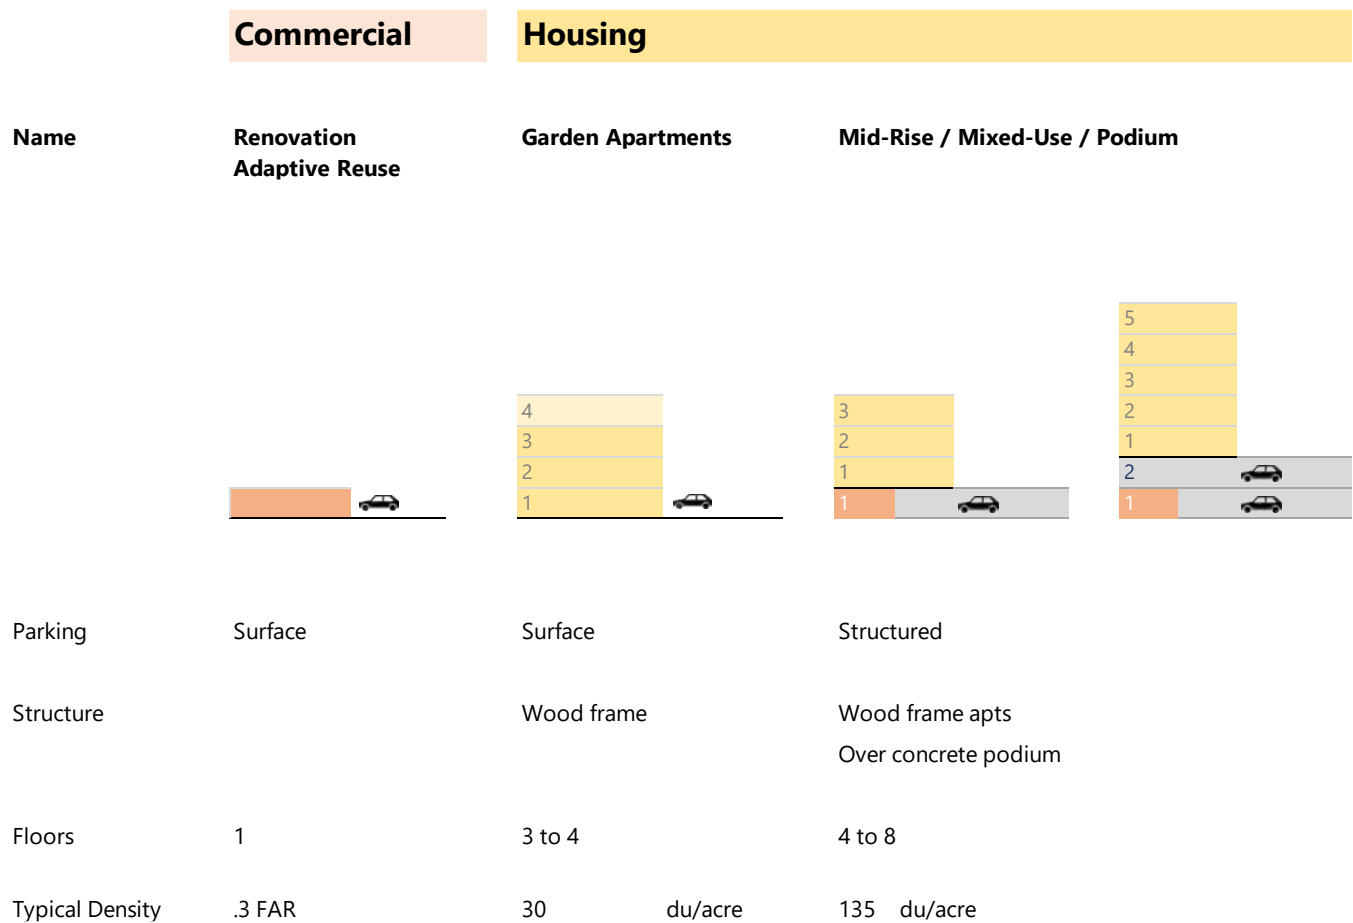 Commercial Housing
Name Renovation Garden Apartments Mid-Rise / Mixed-Use / Podium
Adaptive Reuse
5
4
3
4 3 2
3 2 1
2 1 2
1 1 1
Parking Surface Surface Structured
Structure Wood frame Wood frame apts
Over concrete podium
Floors 1 3 to 4 4 to 8
Typical Density .3 FAR 30 du/acre 135 du/acre